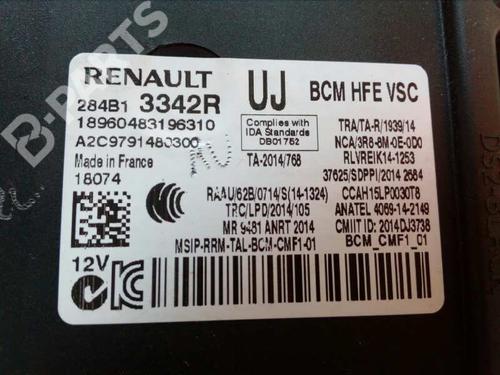 B-PARTS
RENAULT
284B1 3342R
18960483196310
A2C9791480300
Made in France
18074
12V
UJ
Complies with
IDA Standards
DB01752
TA-2014/768
BCM HFE VSC
TRA/TA-R/1939/14
NCA/3R8-8M-0E-0D0
RLVREIK14-1253
37625/SDPPI/2014 2684
RAAU/62B/0714/S(14-1324)
CCAH15LP0030T8
TRC/LPD/2014/105
ANATEL 4069-14-2149
MR 9481 ANRT 2014
CMIIT ID: 2014DJ3738
MSIP-RRM-TAL-BCM-CMF1-01
BCM_CMF1_01